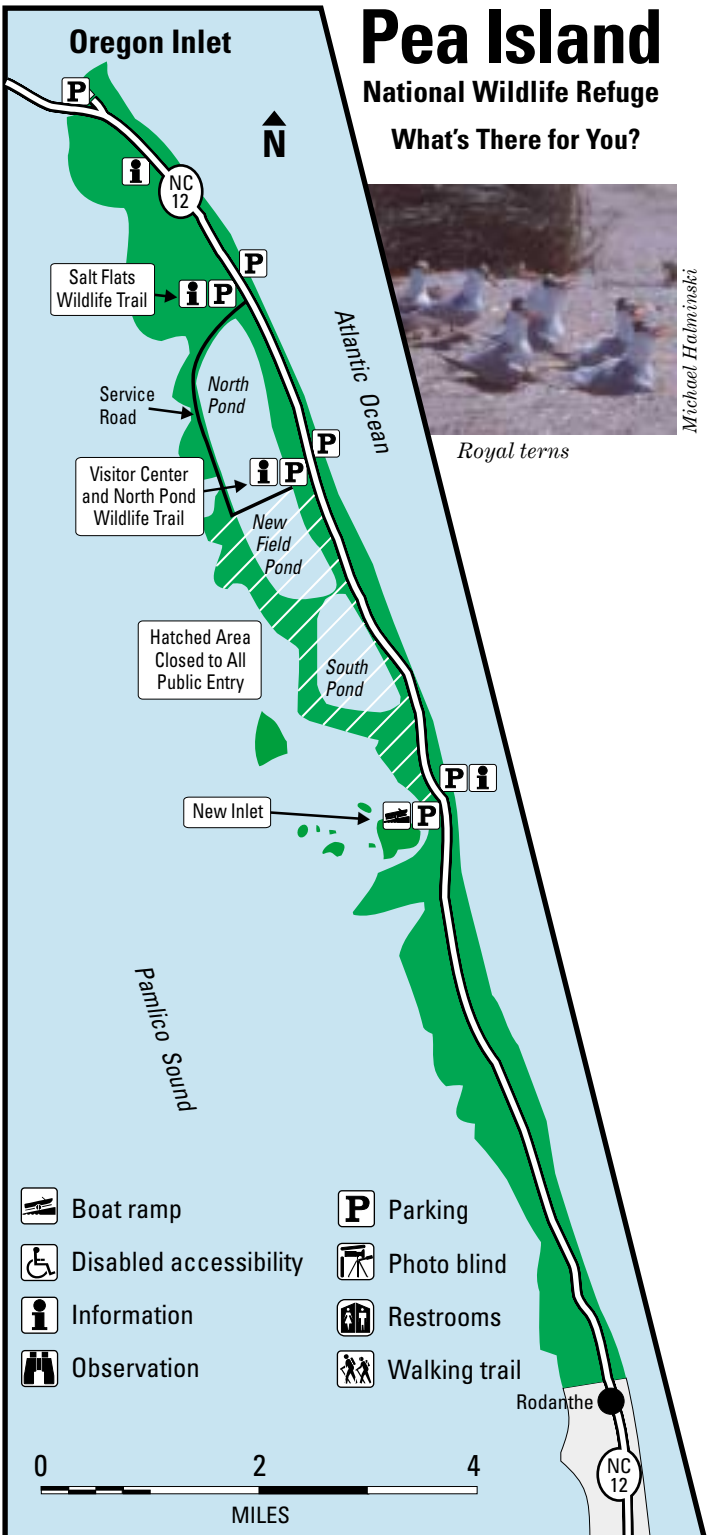 Oregon Inlet
Pea Island
National Wildlife Refuge
What's There for You?
P
N
i
NC
12
P
Salt Flats
Wildlife Trail
i P
Atlantic Ocean
Michael Halminski
Royal terns
North
Pond
Service
Road
P
Visitor Center
and North Pond
Wildlife Trail
i P
New
Field
Pond
Hatched Area
Closed to All
Public Entry
South
Pond
P i
New Inlet
P
Pamlico Sound
Boat ramp
Disabled accessibility
i Information
Observation
P Parking
Photo blind
Restrooms
Walking trail
Rodanthe
NC
12
0 2 4
MILES